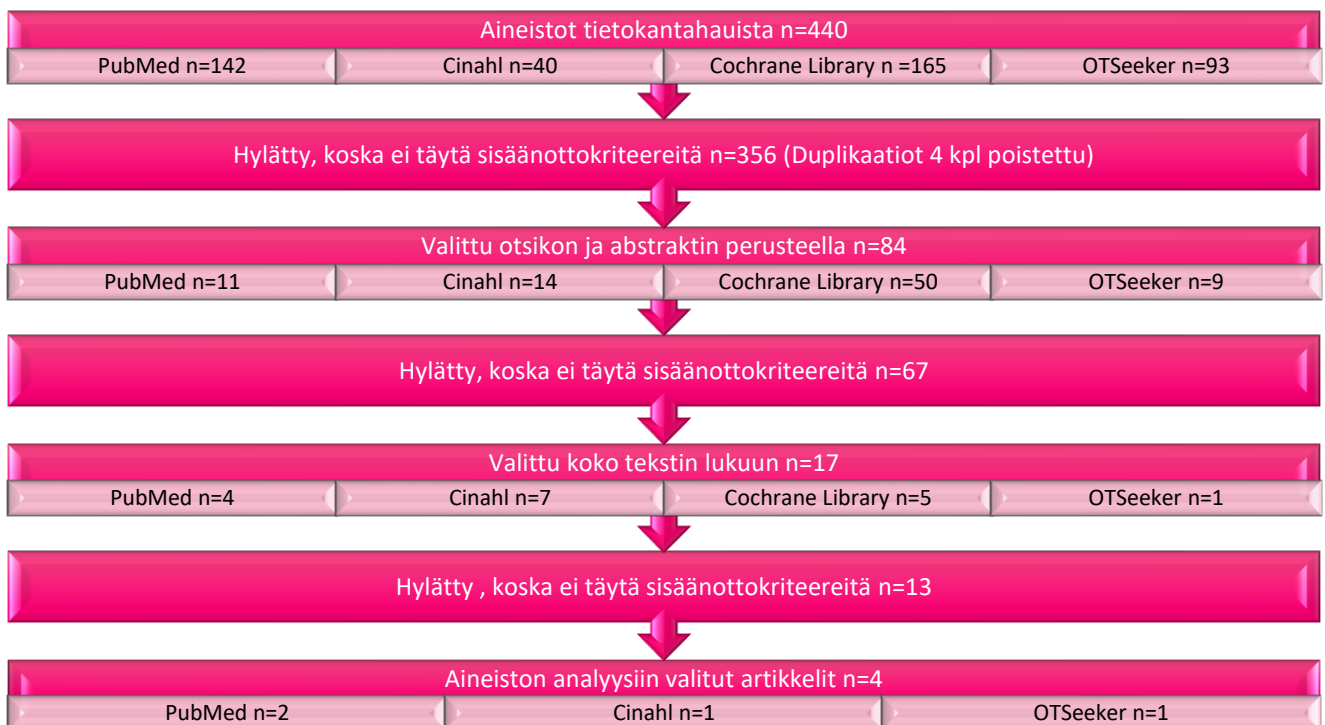 Aineistot tietokantahauista n=440
PubMed n=142 Cinahl n=40 Cochrane Library n =165 OTSeeker n=93
Hylätty, koska ei täytä sisäänottokriteereitä n=356 (Duplikaatiot 4 kpl poistettu)
Valittu otsikon ja abstraktin perusteella n=84
PubMed n=11 Cinahl n=14 Cochrane Library n=50 OTSeeker n=9
Hylätty, koska ei täytä sisäänottokriteereitä n=67
Valittu koko tekstin lukuun n=17
PubMed n=4 Cinahl n=7 Cochrane Library n=5 OTSeeker n=1
Hylätty , koska ei täytä sisäänottokriteereitä n=13
Aineiston analyysiin valitut artikkelit n=4
PubMed n=2 Cinahl n=1 OTSeeker n=1